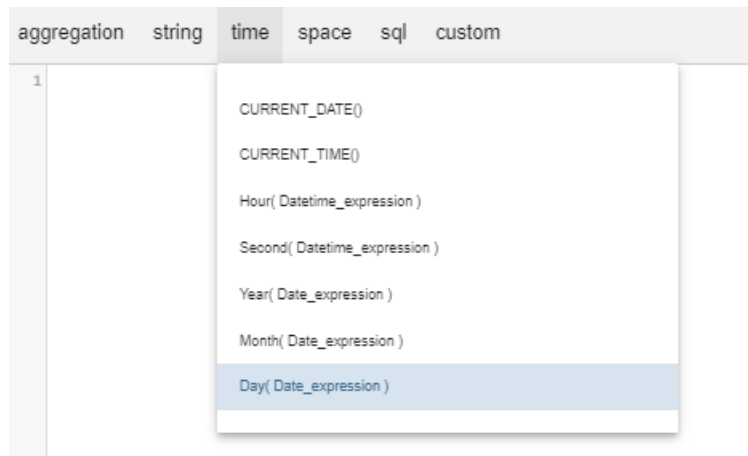 aggregation string time space sql custom
1
CURRENT_DATE()
CURRENT_TIME()
Hour( Datetime_expression )
Second( Datetime_expression )
Year( Date_expression )
Month( Date_expression )
Day( Date_expression )